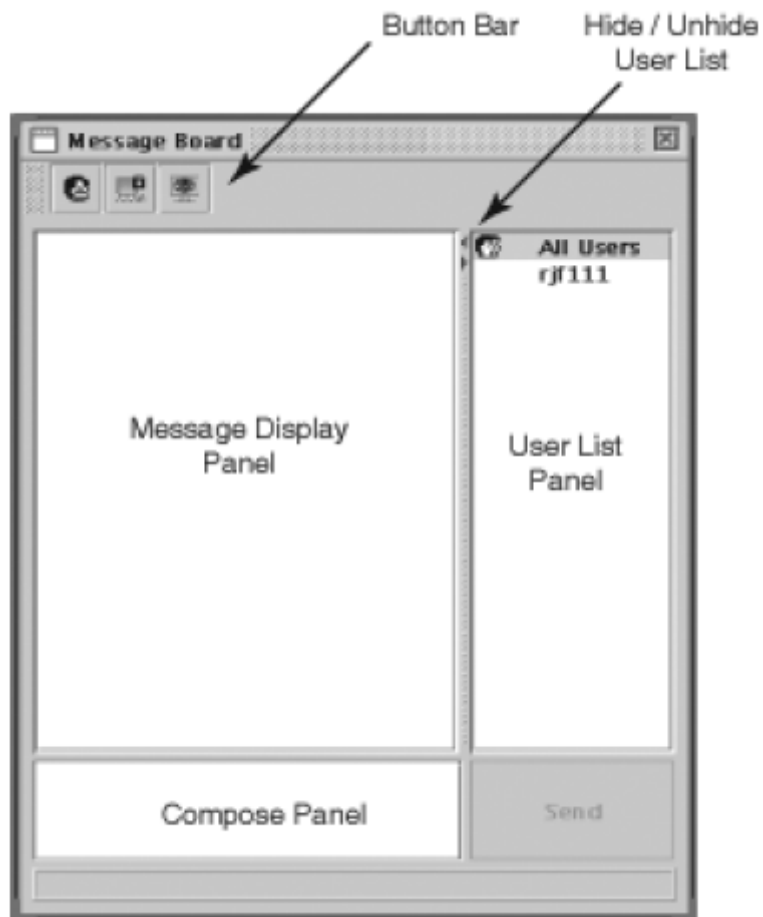 Button Bar
Hide / Unhide
User List
Message Board
All Users
rjf111
Message Display
Panel
User List
Panel
Compose Panel
Send